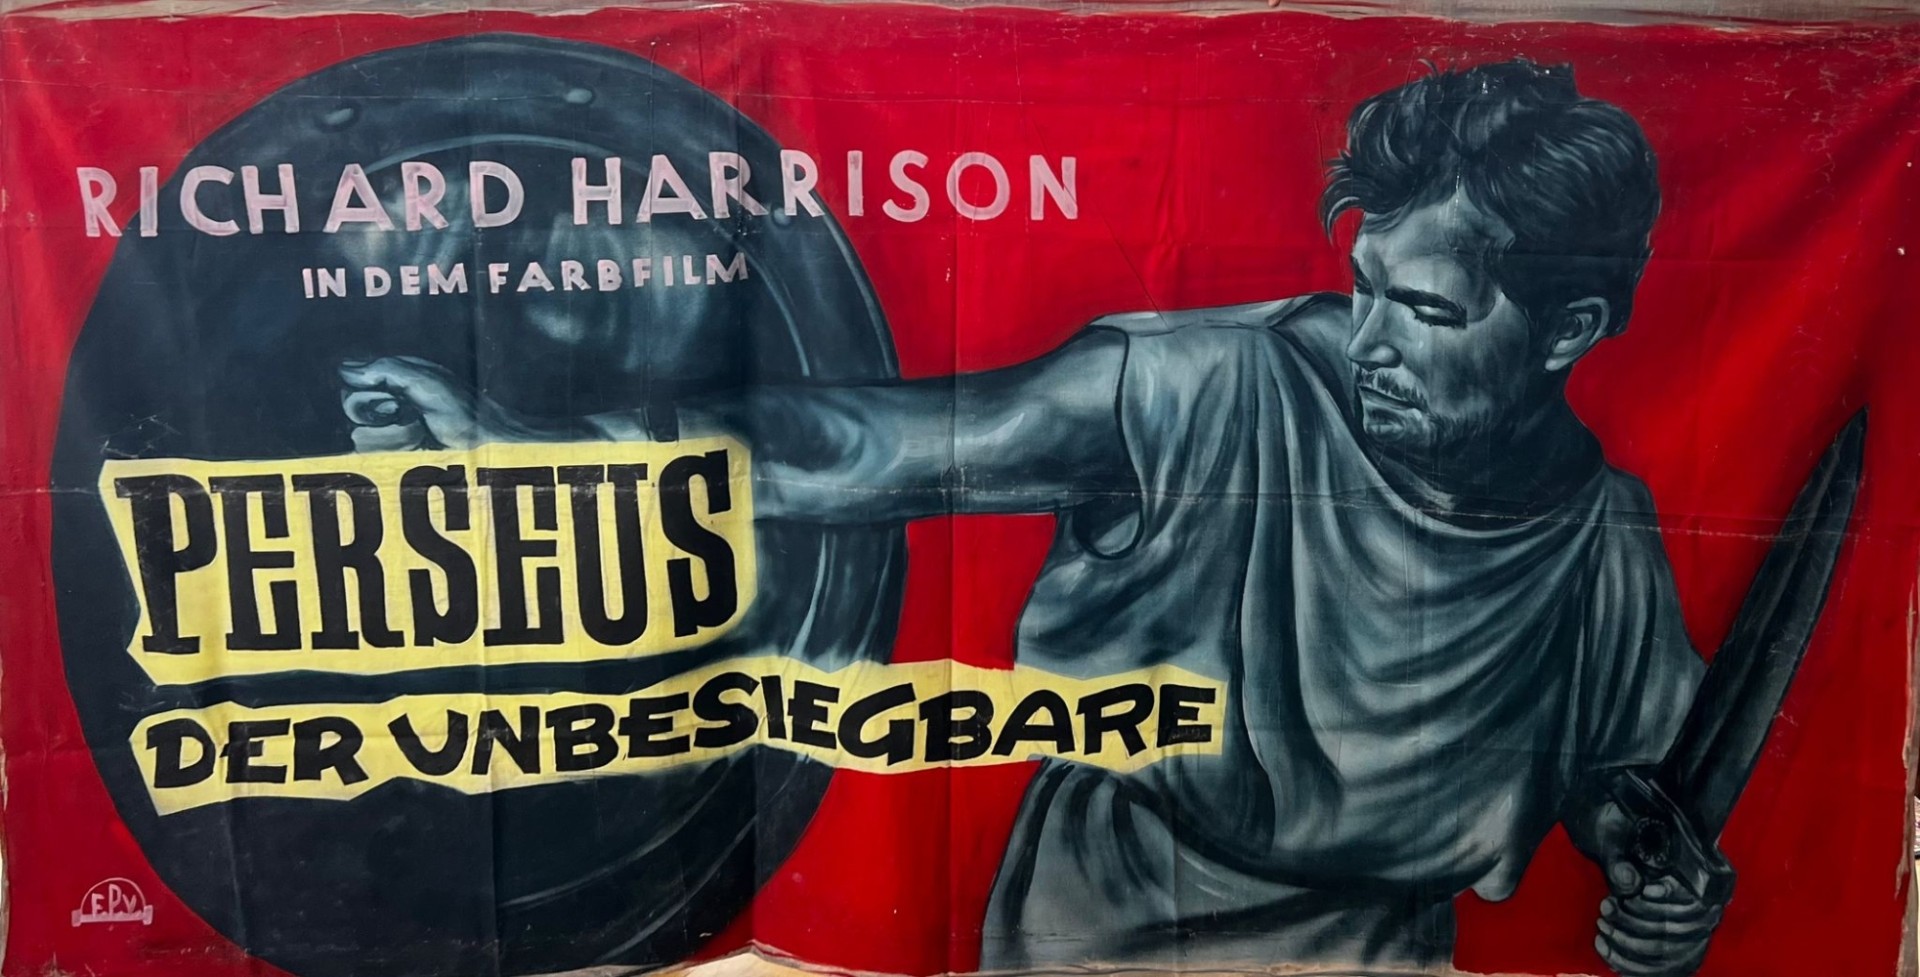 RICHARD HARRISON
IN DEM FARBFILM
PERSEUS
DER UNBESIEGBARE
E.P.V.